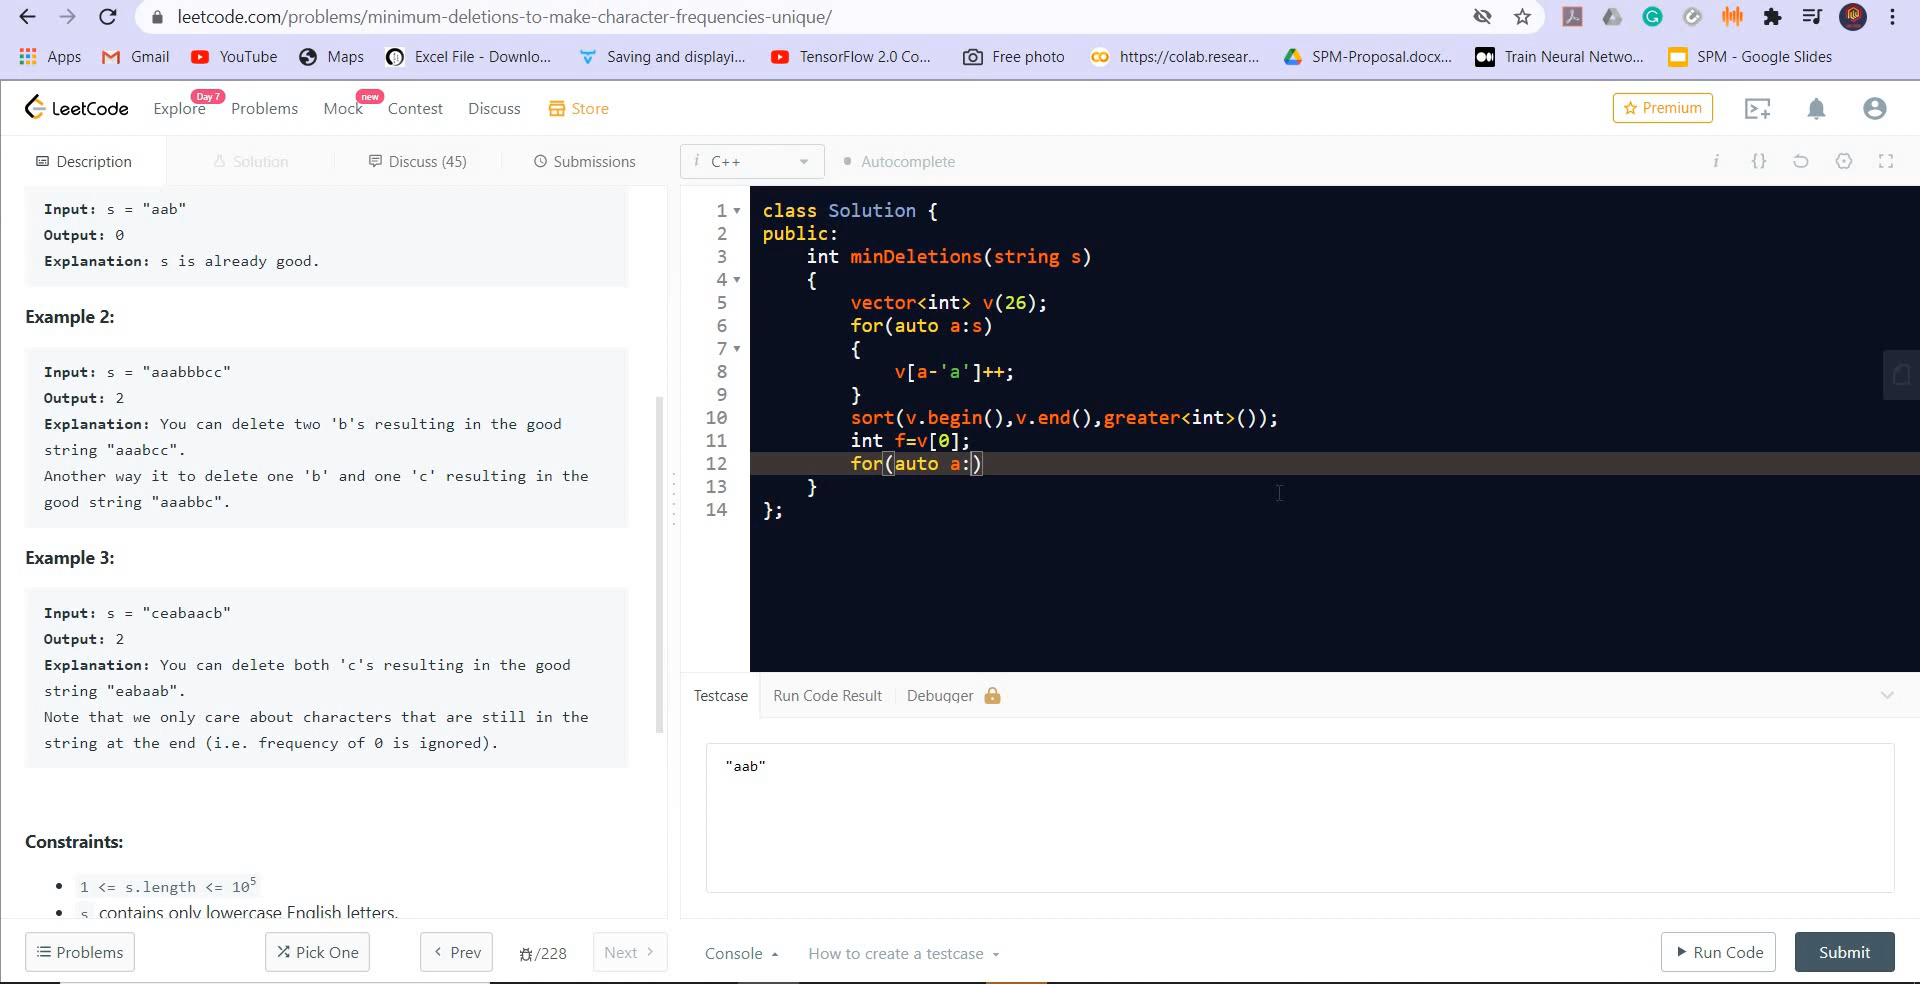 leetcode.com/problems/minimum-deletions-to-make-character-frequencies-unique/
Apps Gmail YouTube Maps Excel File - Downlo... Saving and displayi... TensorFlow 2.0 Co... Free photo https://colab.resear... SPM-Proposal.docx... Train Neural Netwo... SPM - Google Slides
LeetCode Explore Day 7 Problems Mock new Contest Discuss Store Premium
Description Solution Discuss (45) Submissions
i C++ Autocomplete
Input: s = "aab"
Output: 0
Explanation: s is already good.
Example 2:
Input: s = "aaabbbcc"
Output: 2
Explanation: You can delete two 'b's resulting in the good
string "aaabcc".
Another way it to delete one 'b' and one 'c' resulting in the
good string "aaabbc".
Example 3:
Input: s = "ceabaacb"
Output: 2
Explanation: You can delete both 'c's resulting in the good
string "eabaab".
Note that we only care about characters that are still in the
string at the end (i.e. frequency of 0 is ignored).
Constraints:
1 <= s.length <= 10⁵
s contains only lowercase English letters.
Problems Pick One Prev /228 Next
1 class Solution {
2 public:
3 int minDeletions(string s)
4 {
5 vector<int> v(26);
6 for(auto a:s)
7 {
8 v[a-'a']++;
9 }
10 sort(v.begin(),v.end(),greater<int>());
11 int f=v[0];
12 for(auto a:)
13 }
14 };
Testcase Run Code Result Debugger
"aab"
Console How to create a testcase Run Code Submit